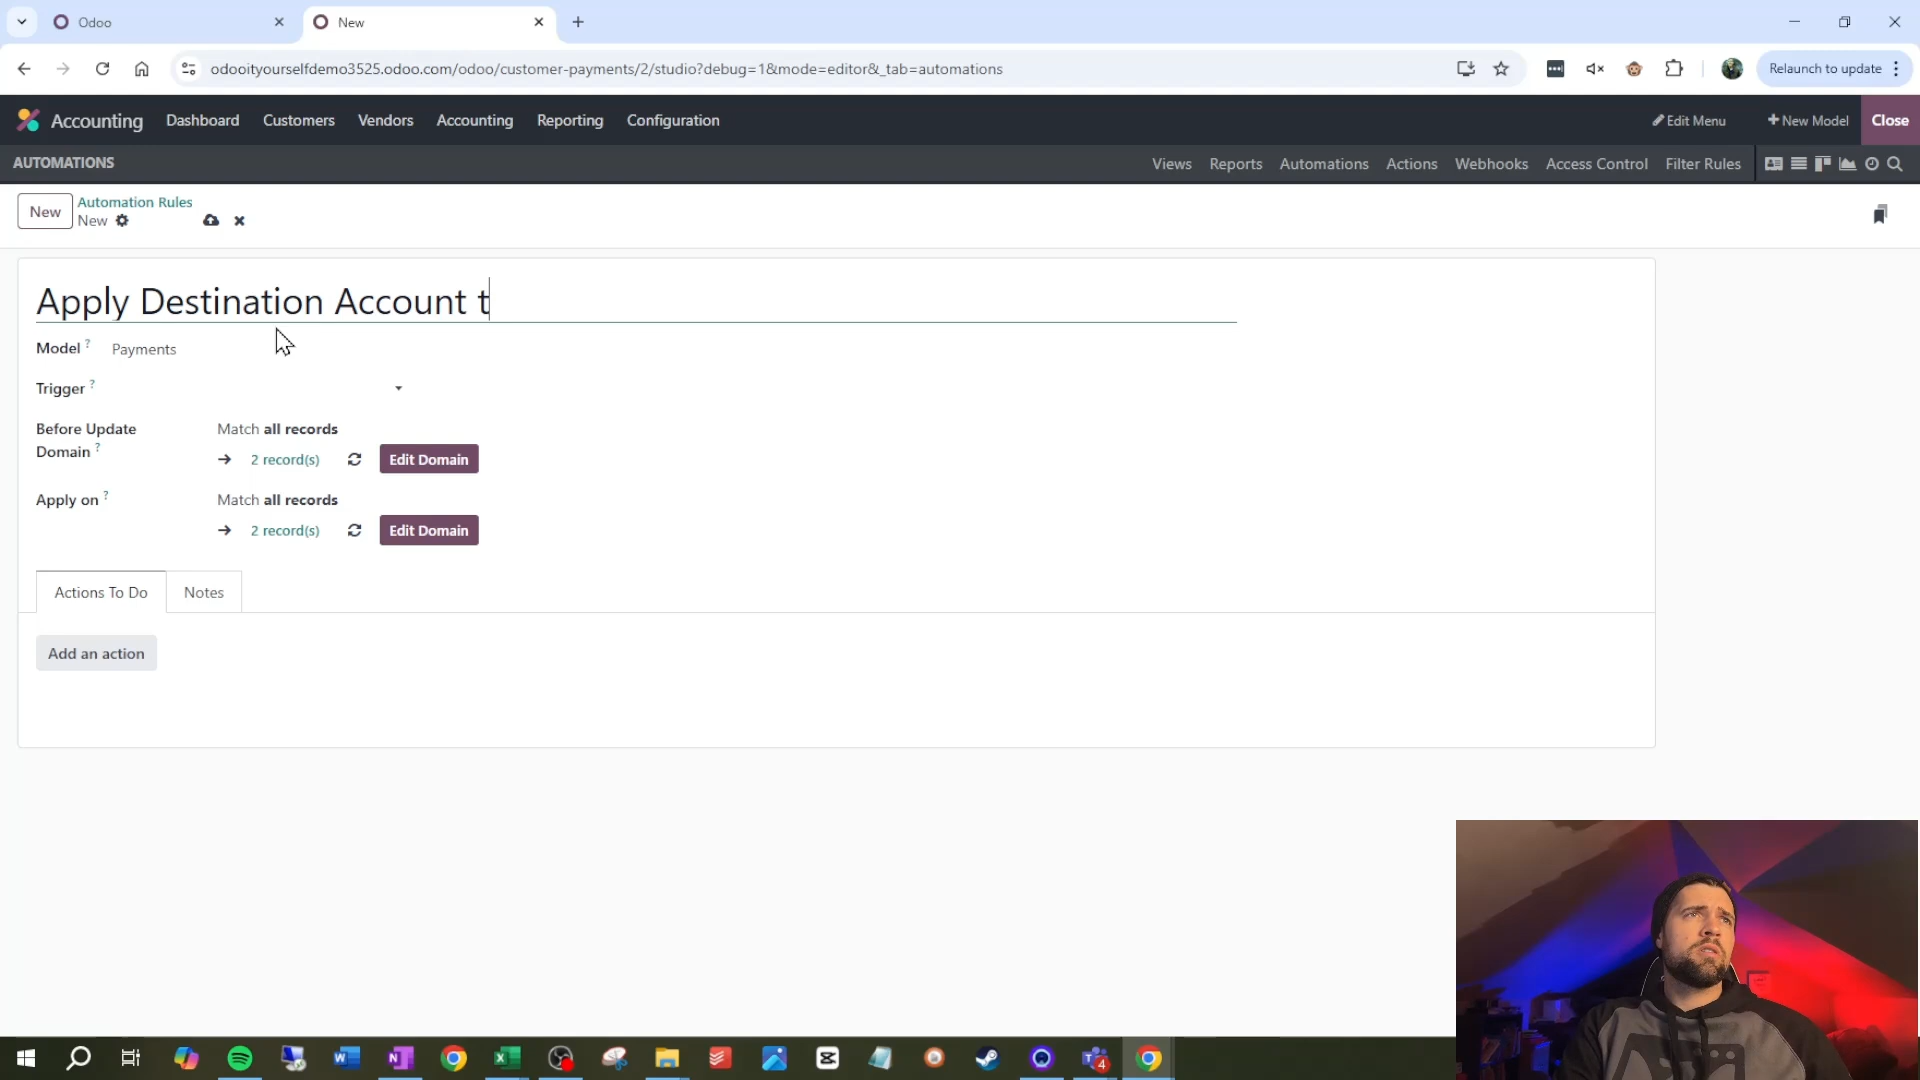 Odoo
New
odooityourselfdemo3525.odoo.com/odoo/customer-payments/2/studio?debug=1&mode=editor&_tab=automations
Relaunch to update
Accounting Dashboard Customers Vendors Accounting Reporting Configuration
Edit Menu
New Model
Close
AUTOMATIONS
Views Reports Automations Actions Webhooks Access Control Filter Rules
New
Automation Rules
New
Apply Destination Account t
Model ? Payments
Trigger ?
Before Update Domain ?
Match all records
2 record(s)
Edit Domain
Apply on ?
Match all records
2 record(s)
Edit Domain
Actions To Do
Notes
Add an action
4